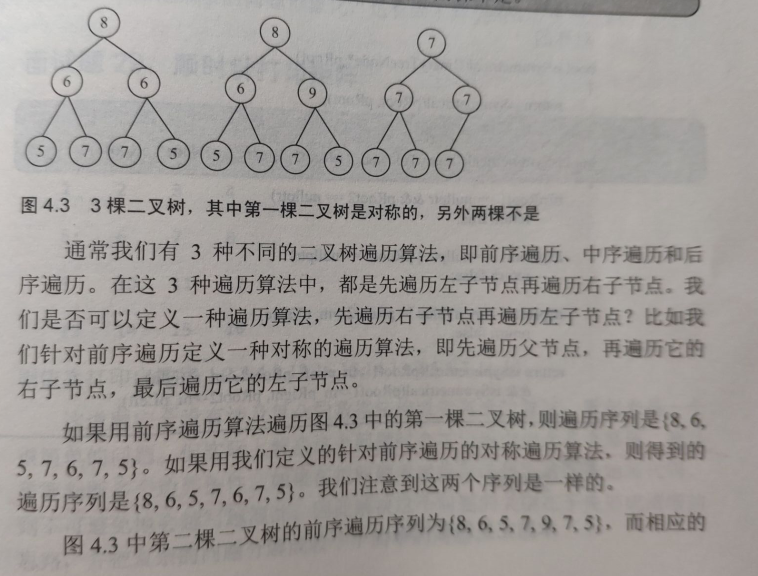 8
8
7
6
6
6
9
7
7
5
7
7
5
5
7
7
5
7
7
7
图 4.3 3 棵二叉树，其中第一棵二叉树是对称的，另外两棵不是
通常我们有 3 种不同的二叉树遍历算法，即前序遍历、中序遍历和后
序遍历。在这 3 种遍历算法中，都是先遍历左子节点再遍历右子节点。我
们是否可以定义一种遍历算法，先遍历右子节点再遍历左子节点？比如我
们针对前序遍历定义一种对称的遍历算法，即先遍历父节点，再遍历它的
右子节点，最后遍历它的左子节点。
如果用前序遍历算法遍历图 4.3 中的第一棵二叉树，则遍历序列是{8, 6,
5, 7, 6, 7, 5}。如果用我们定义的针对前序遍历的对称遍历算法，则得到的
遍历序列是{8, 6, 5, 7, 6, 7, 5}。我们注意到这两个序列是一样的。
图 4.3 中第二棵二叉树的前序遍历序列为{8, 6, 5, 7, 9, 7, 5}，而相应的